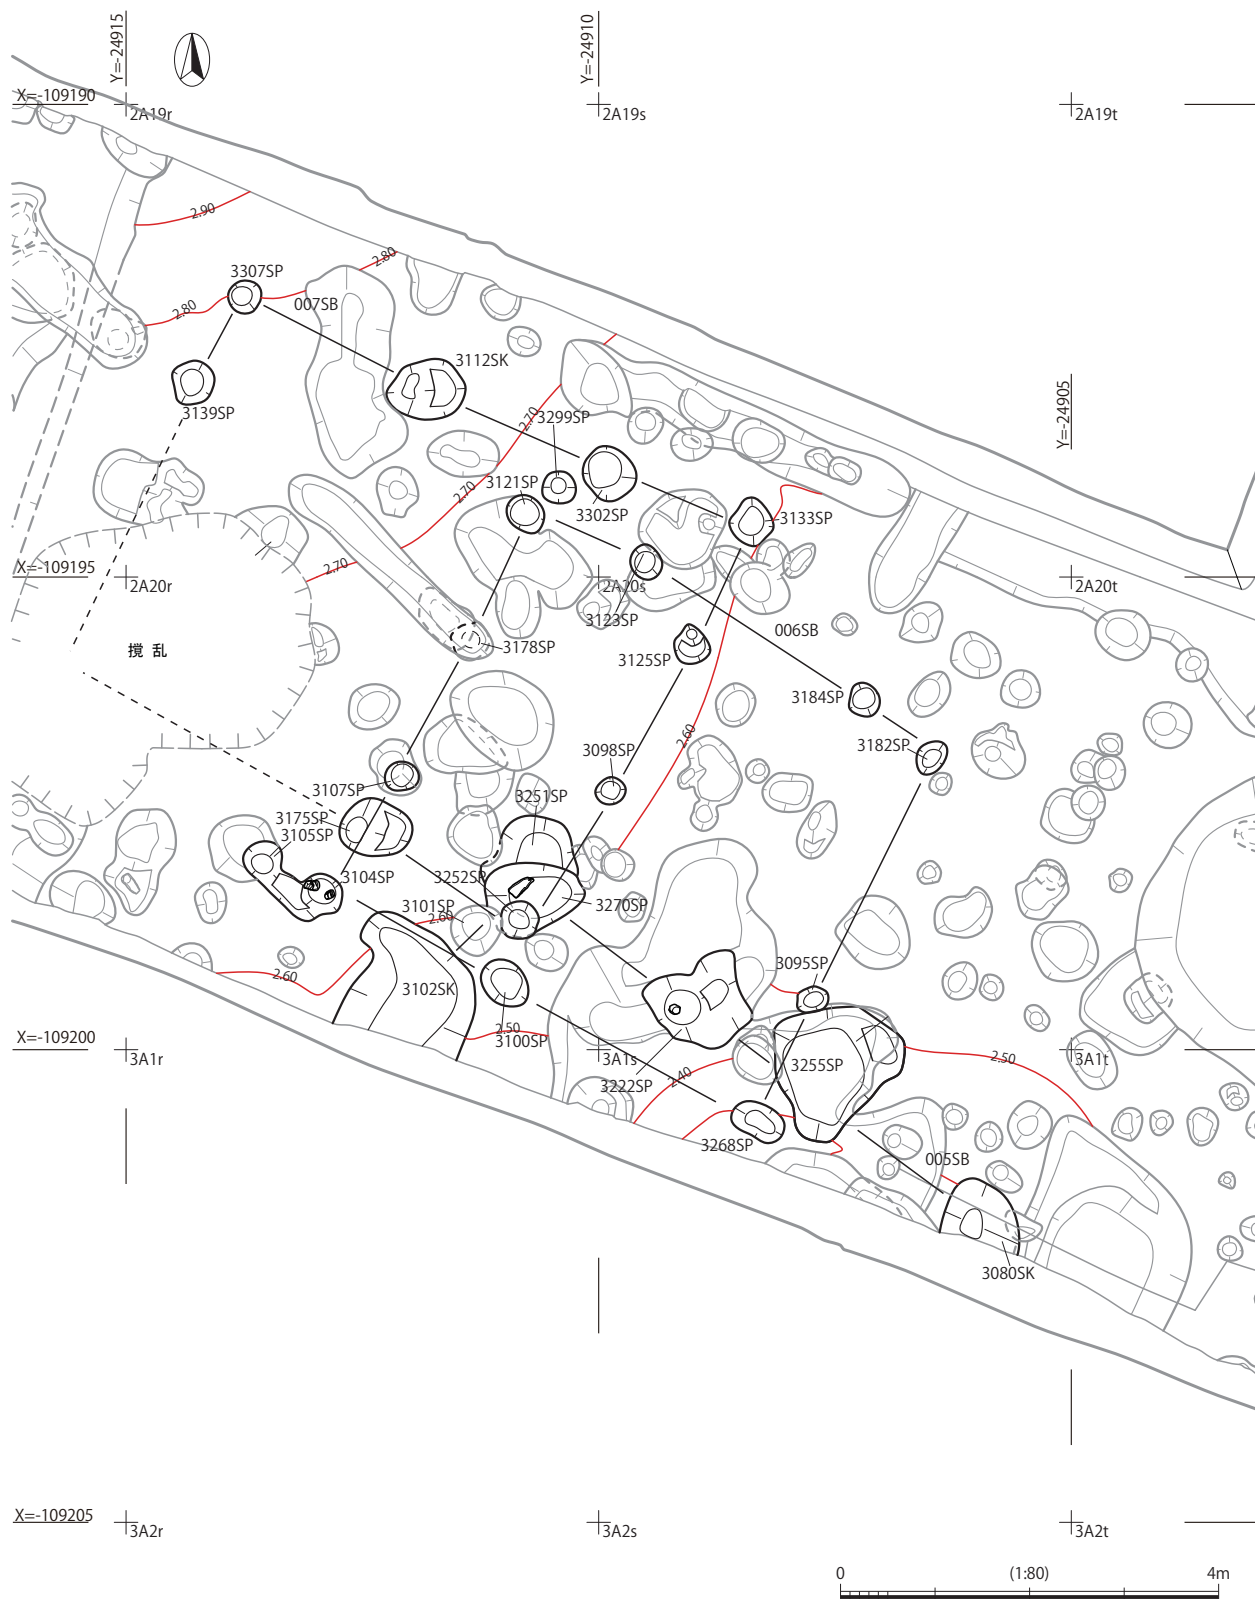 Y=-24915
Y=-24910
X=-109190
2A19r
2A19s
2A19t
2.90
2.80
3307SP
007SB
2.80
3112SK
Y=-24905
3139SP
2.70
3299SP
3121SP
2.70
3302SP
3133SP
X=-109195
2.70
2A20r
2A20s
2A20t
3123SP
006SB
撹乱
3178SP
3125SP
3184SP
2.60
3182SP
3098SP
3107SP
3251SP
3175SP
3105SP
3104SP
3252SP
3101SP
3270SP
2.60
3095SP
2.60
3102SK
2.50
3100SP
X=-109200
3A1r
3A1s
3A1t
2.50
3255SP
2.40
3222SP
3268SP
005SB
3080SK
X=-109205
3A2r
3A2s
3A2t
0
(1:80)
4m